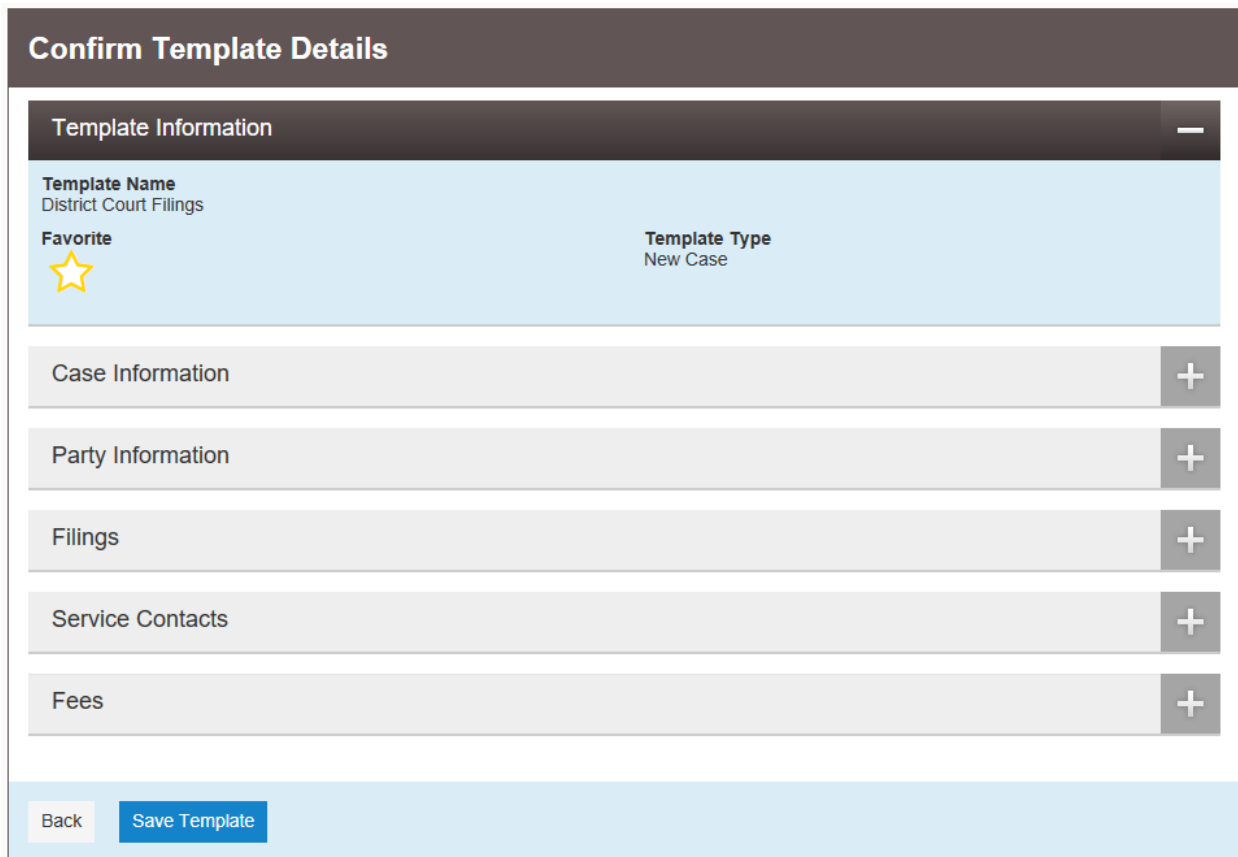 Confirm Template Details
Template Information
Template Name
District Court Filings
Favorite
Template Type
New Case
Case Information
Party Information
Filings
Service Contacts
Fees
Back
Save Template